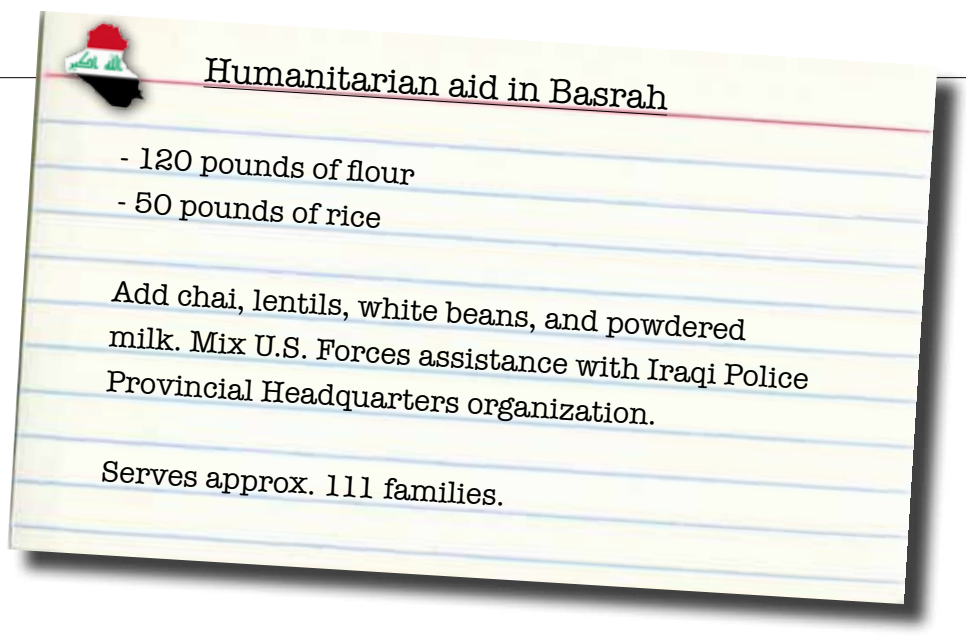 Humanitarian aid in Basrah
- 120 pounds of flour
- 50 pounds of rice
Add chai, lentils, white beans, and powdered
milk. Mix U.S. Forces assistance with Iraqi Police
Provincial Headquarters organization.
Serves approx. 111 families.